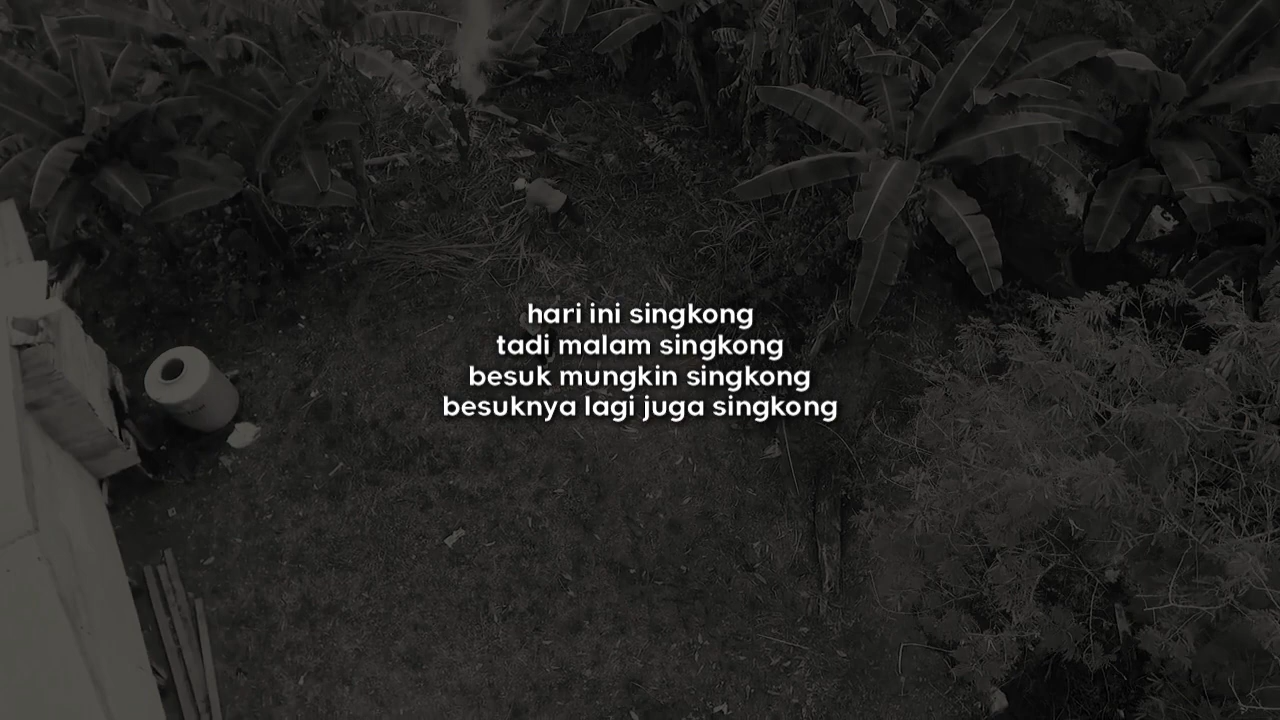 hari ini singkong
tadi malam singkong
besuk mungkin singkong
besuknya lagi juga singkong